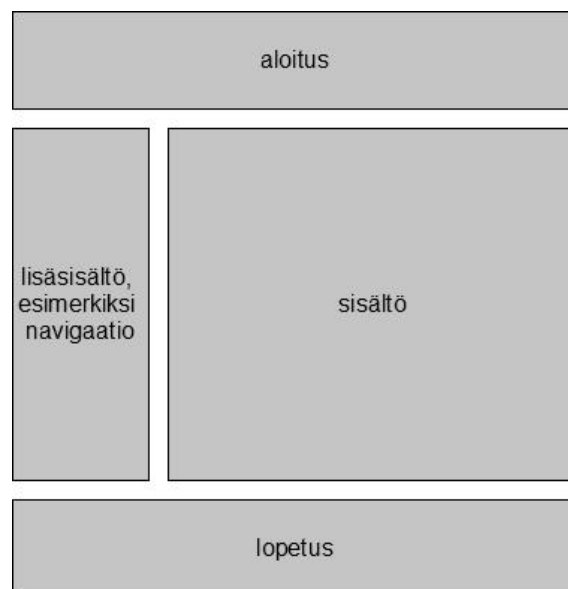 aloitus
lisäsisältö,
esimerkiksi
navigaatio
sisältö
lopetus